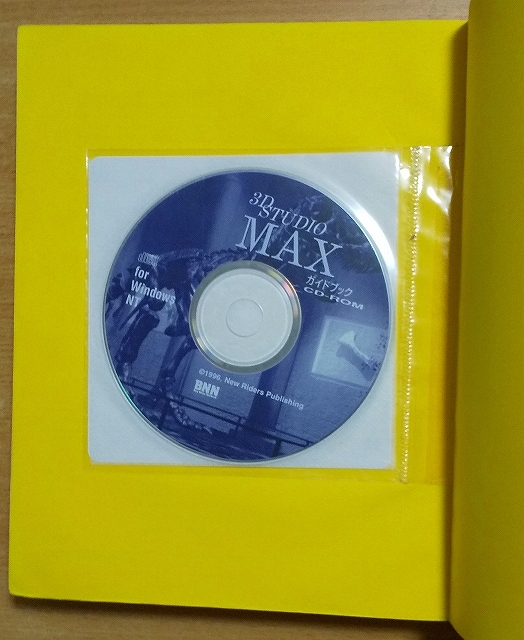 3D STUDIO
MAX
ガイドブック
CD-ROM
for
Windows
NT
©1996, New Riders Publishing
BNN